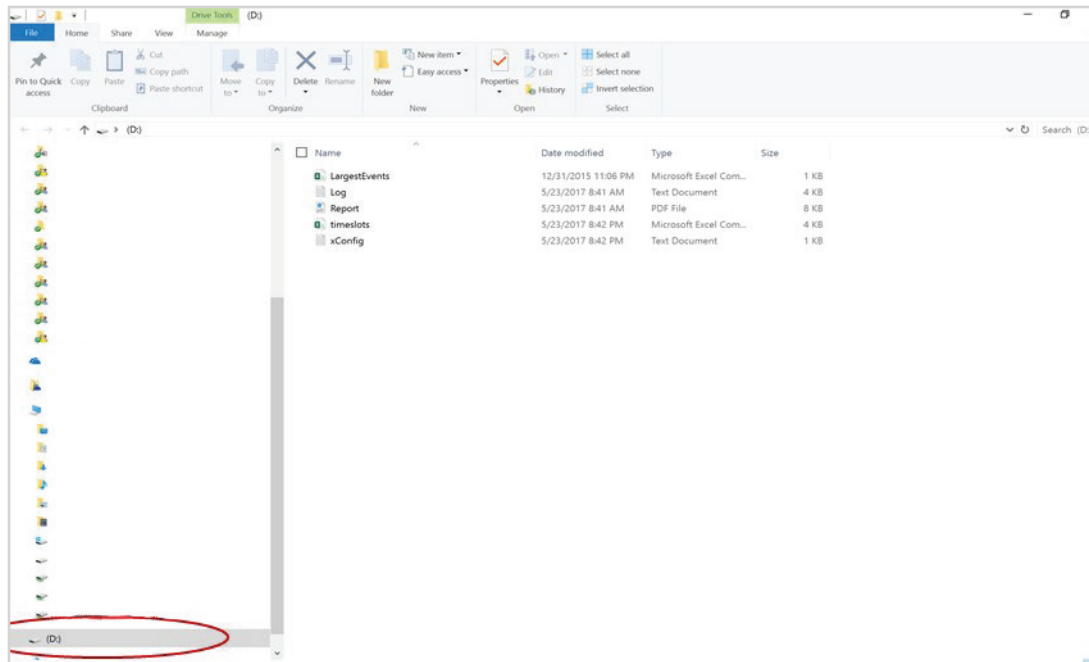 Drive Tools (D:)
File Home Share View Manage
Pin to Quick access Copy Paste Cut Copy path Paste shortcut Move to Copy to Delete Rename New folder New item Easy access Properties Open Edit History Select all Select none Invert selection
Clipboard Organize New Open Select
(D:) Search (D:
Name Date modified Type Size
LargestEvents 12/31/2015 11:06 PM Microsoft Excel Com... 1 KB
Log 5/23/2017 8:41 AM Text Document 4 KB
Report 5/23/2017 8:41 AM PDF File 8 KB
timeslots 5/23/2017 8:42 PM Microsoft Excel Com... 4 KB
xConfig 5/23/2017 8:42 PM Text Document 1 KB
(D:)